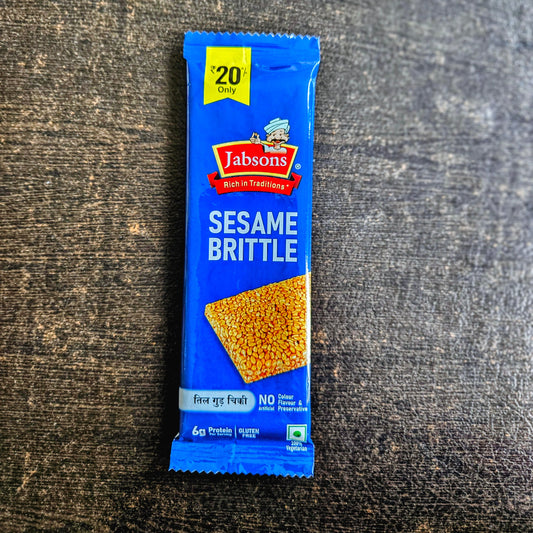 ₹20/-
Only
Jabsons®
Rich in Traditions
SESAME
BRITTLE
तिल गुड़ चिकी
NO Colour
Flavour &
Artificial Preservative
6g Protein GLUTEN
FREE
100%
Vegetarian